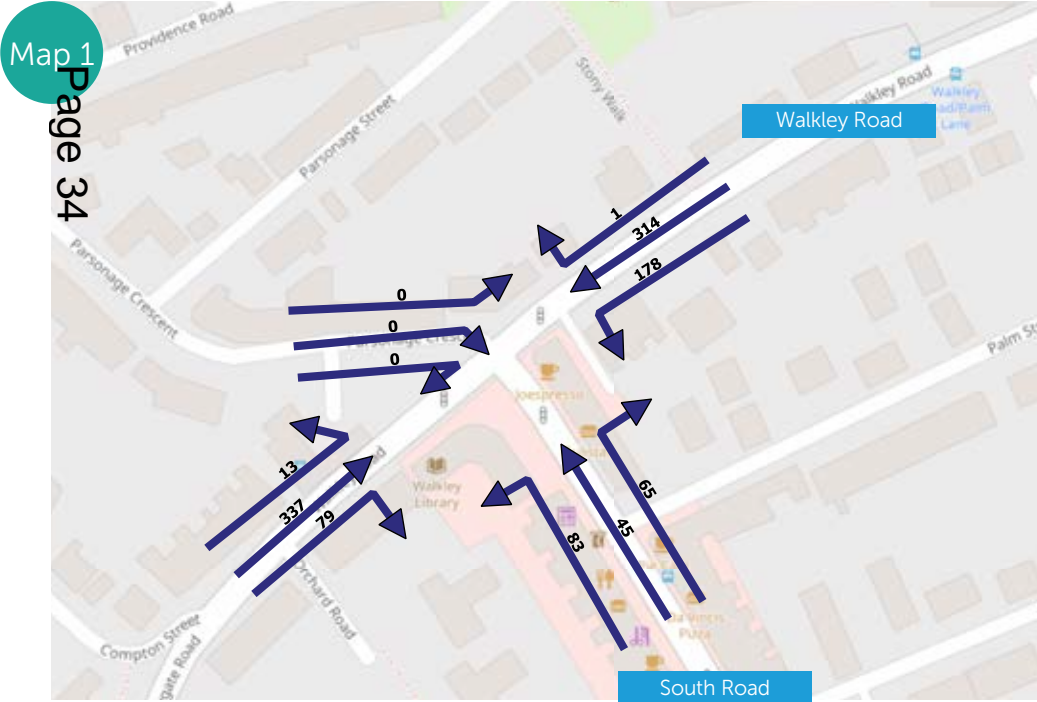 Map 1
Page 34
Providence Road
Stony Walk
Parsonage Street
Walkley Road
Walkley Road
Walkley
Lane
1
314
178
Parsonage Crescent
0
0
0
Palm
Joespresso
13
337
79
Walkley
Library
65
45
83
Orchard Road
Compton Street
Road
Pizza
South Road